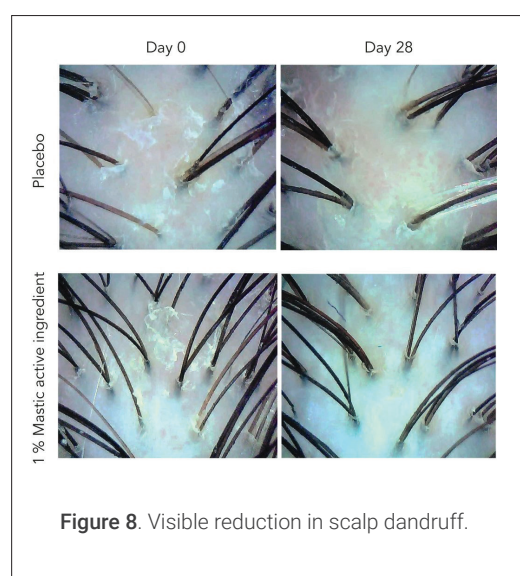 Day 0
Day 28
Placebo
1 % Mastic active ingredient
Figure 8. Visible reduction in scalp dandruff.